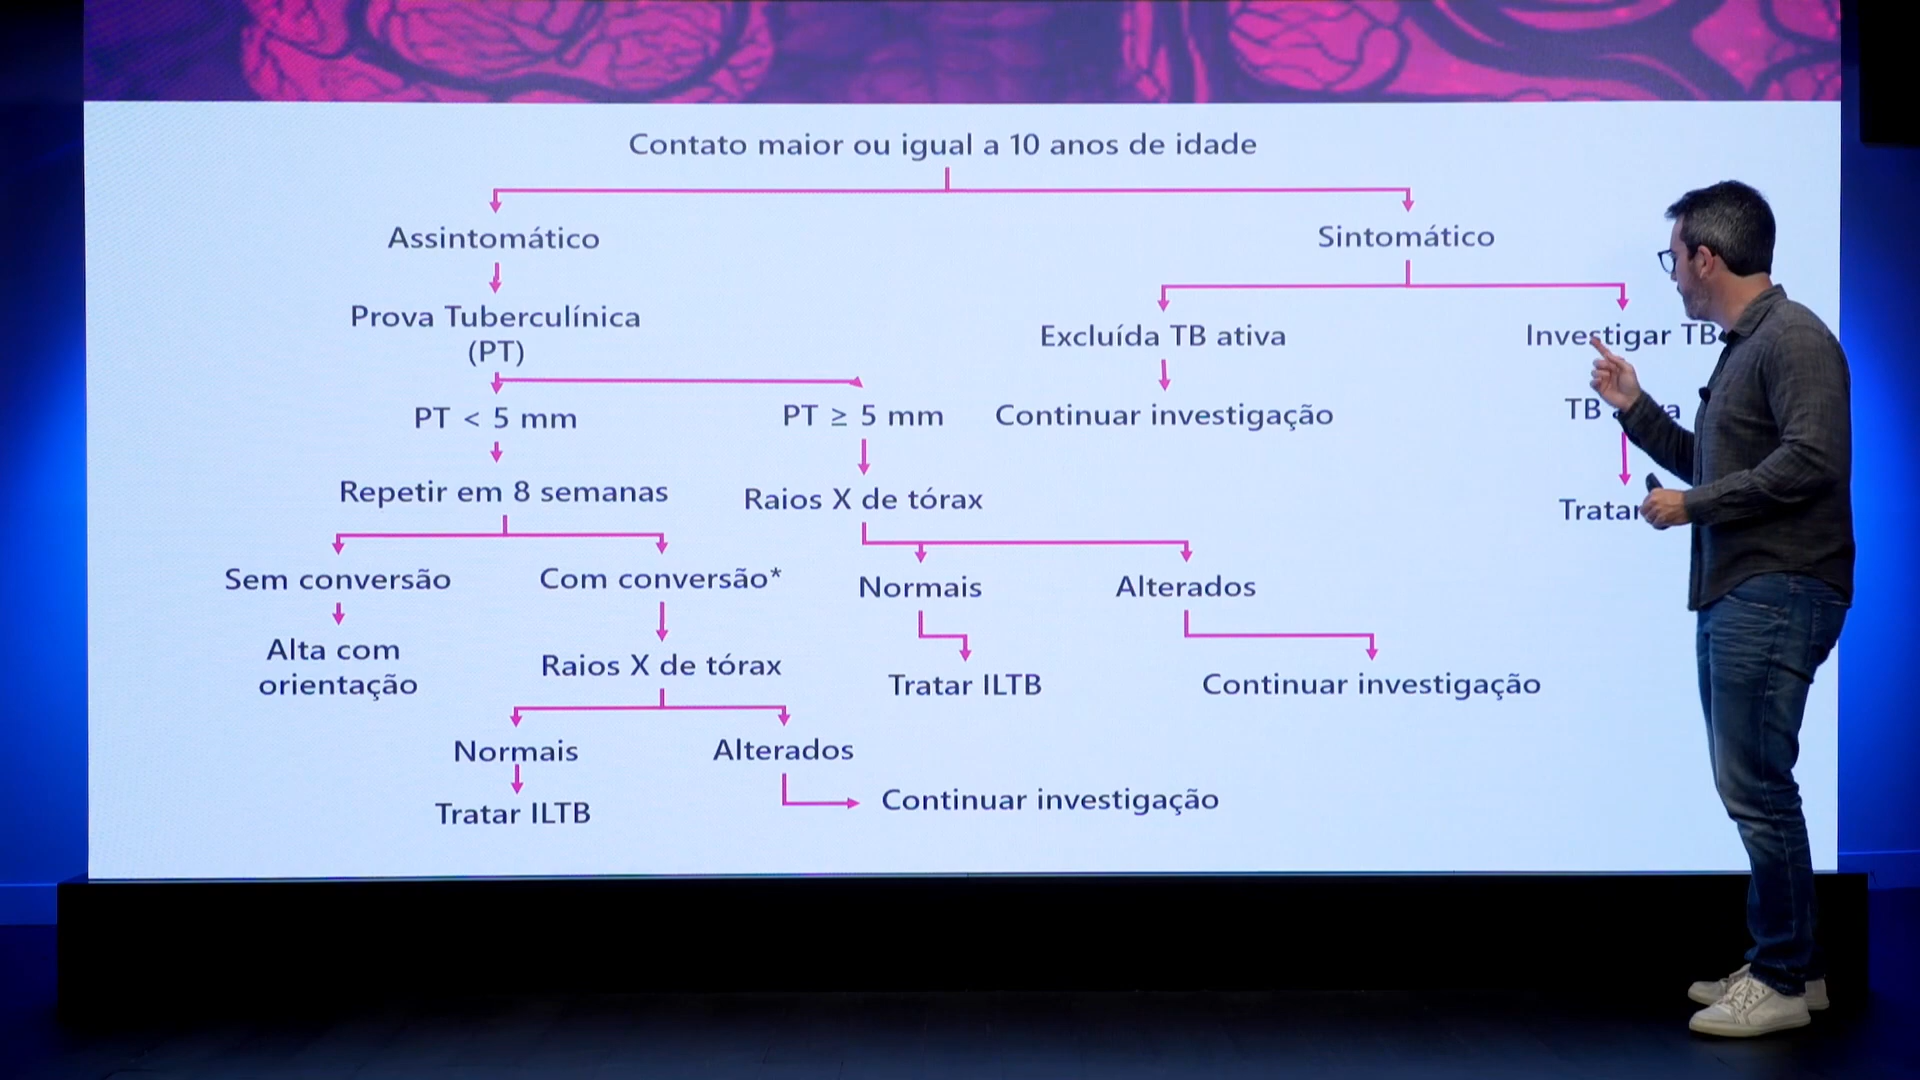 Contato maior ou igual a 10 anos de idade
Assintomático
Sintomático
Prova Tuberculínica
(PT)
Excluída TB ativa
Investigar TB
PT < 5 mm
PT ≥ 5 mm
Continuar investigação
TB
Repetir em 8 semanas
Raios X de tórax
Tratar
Sem conversão
Com conversão*
Normais
Alterados
Alta com
orientação
Raios X de tórax
Tratar ILTB
Continuar investigação
Normais
Alterados
Tratar ILTB
Continuar investigação